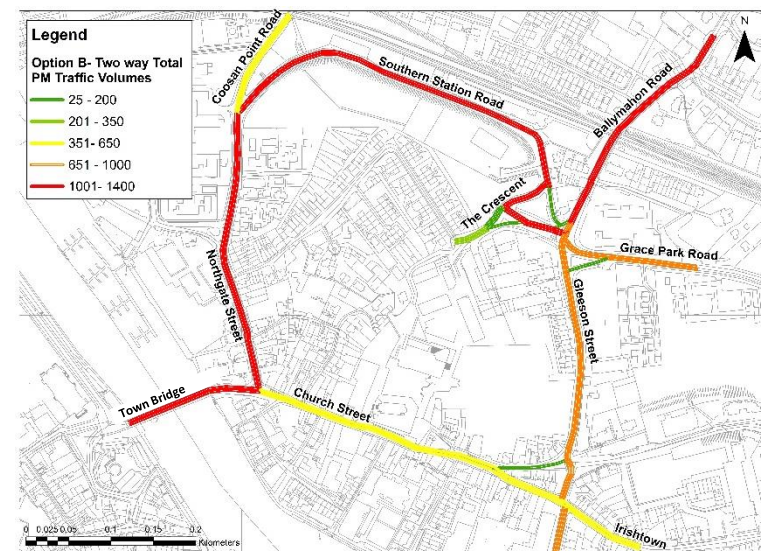 Legend
Option B- Two way Total
PM Traffic Volumes
25 - 200
201 - 350
351- 650
651 - 1000
1001- 1400
N
Coosan Point Road
Southern Station Road
Ballymahon Road
The Crescent
Grace Park Road
Northgate Street
Gleeson Street
Town Bridge
Church Street
Irishtown
0 0.025 0.05 0.1 0.15 0.2
Kilometers